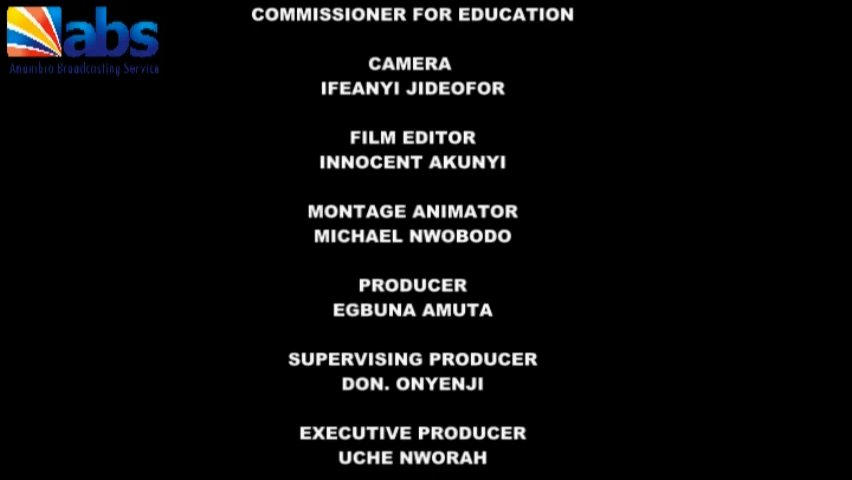 COMMISSIONER FOR EDUCATION
abs
Anambra Broadcasting Service
CAMERA
IFEANYI JIDEOFOR
FILM EDITOR
INNOCENT AKUNYI
MONTAGE ANIMATOR
MICHAEL NWOBODO
PRODUCER
EGBUNA AMUTA
SUPERVISING PRODUCER
DON. ONYENJI
EXECUTIVE PRODUCER
UCHE NWORAH